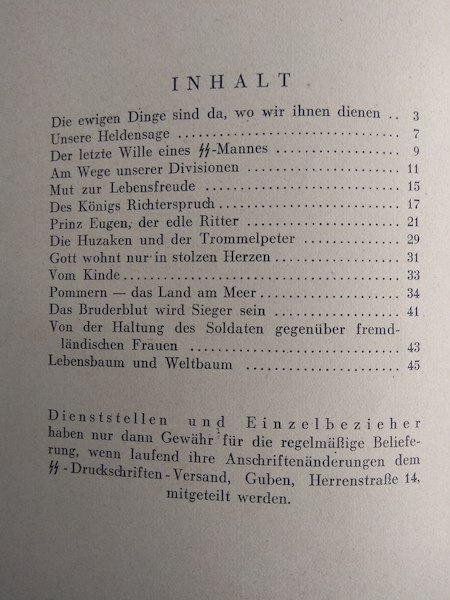 INHALT
Die ewigen Dinge sind da, wo wir ihnen dienen .. 3
Unsere Heldensage ............................ 7
Der letzte Wille eines ᛋᛋ-Mannes ................ 9
Am Wege unserer Divisionen .................... 11
Mut zur Lebensfreude .......................... 15
Des Königs Richterspruch ....................... 17
Prinz Eugen, der edle Ritter .................... 21
Die Huzaken und der Trommelpeter .............. 29
Gott wohnt nur in stolzen Herzen ................ 31
Vom Kinde .................................... 33
Pommern — das Land am Meer ................... 34
Das Bruderblut wird Sieger sein ................. 41
Von der Haltung des Soldaten gegenüber fremd-
ländischen Frauen ............................ 43
Lebensbaum und Weltbaum ..................... 45
Dienststellen und Einzelbezieher
haben nur dann Gewähr für die regelmäßige Beliefe-
rung, wenn laufend ihre Anschriftenänderungen dem
ᛋᛋ-Druckschriften-Versand, Guben, Herrenstraße 14,
mitgeteilt werden.